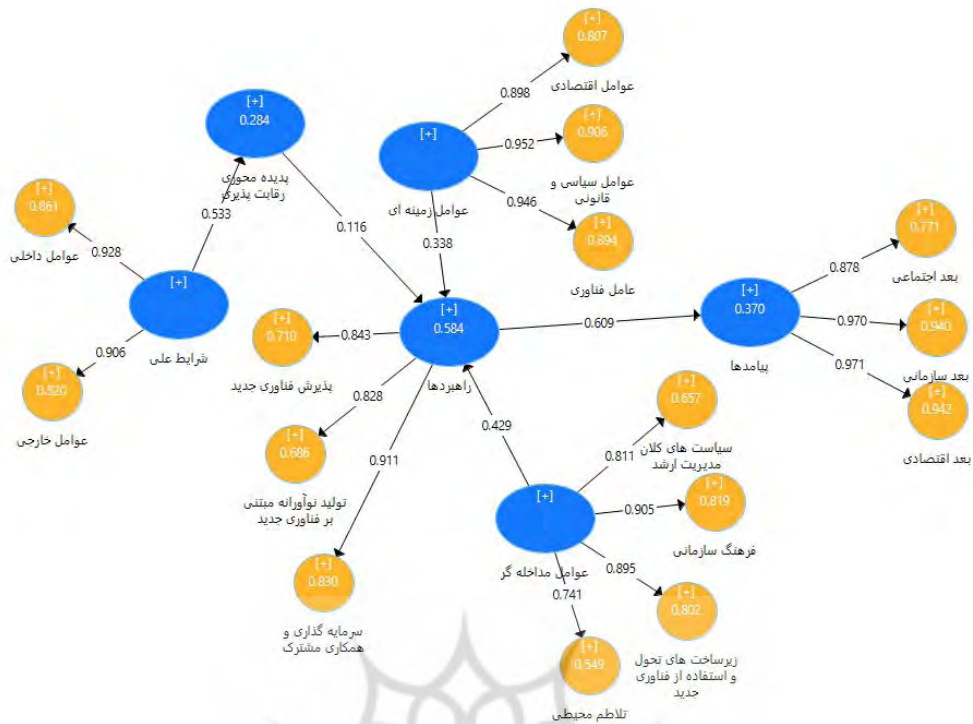 [+]
0.807
عوامل اقتصادی
0.898
[+]
0.284
پدیده محوری
رقابت پذیری
[+]
عوامل زمینه ای
0.952
[+]
0.906
عوامل سیاسی و
قانونی
0.946
[+]
0.894
عامل فناوری
0.533
0.116
0.338
[+]
0.861
عوامل داخلی
0.928
[+]
شرایط علی
0.906
[+]
0.820
عوامل خارجی
[+]
0.584
راهبردها
0.843
[+]
0.710
پذیرش فناوری جدید
0.828
[+]
0.686
تولید نوآورانه مبتنی
بر فناوری جدید
0.911
[+]
0.830
سرمایه گذاری و
همکاری مشترک
0.609
[+]
0.370
پیامدها
0.878
[+]
0.771
بعد اجتماعی
0.970
[+]
0.940
بعد سازمانی
0.971
[+]
0.942
بعد اقتصادی
0.429
[+]
عوامل مداخله گر
0.811
[+]
0.657
سیاست های کلان
مدیریت ارشد
0.905
[+]
0.819
فرهنگ سازمانی
0.895
[+]
0.802
زیرساخت های تحول
و استفاده از فناوری
جدید
0.741
[+]
0.549
تلاطم محیطی